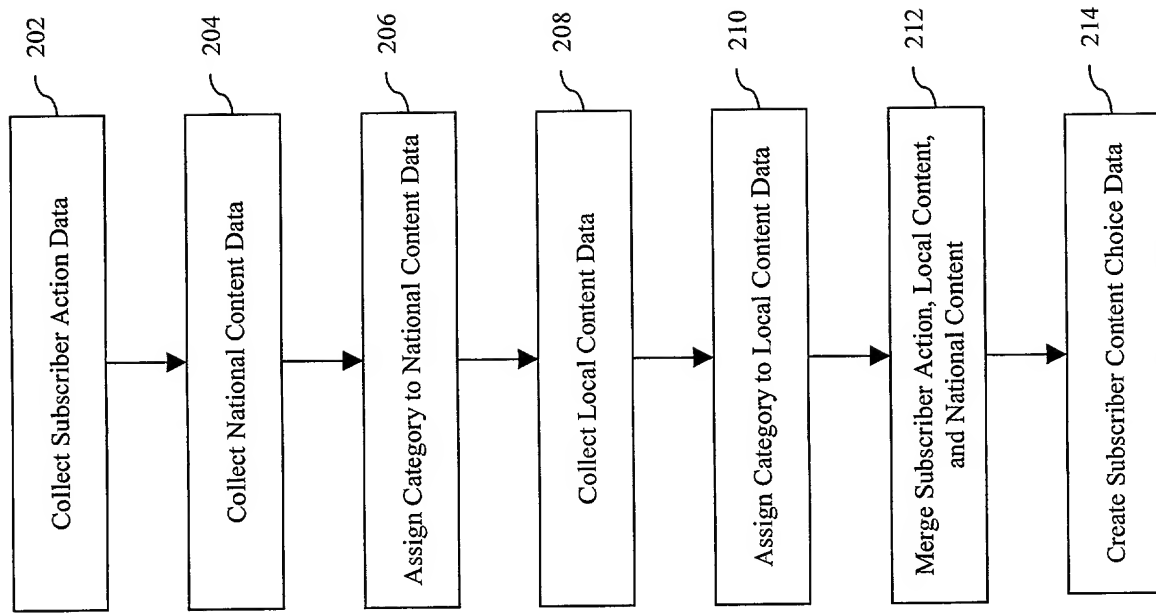 202
Collect Subscriber Action Data
204
Collect National Content Data
206
Assign Category to National Content Data
208
Collect Local Content Data
210
Assign Category to Local Content Data
212
Merge Subscriber Action, Local Content,
and National Content
214
Create Subscriber Content Choice Data